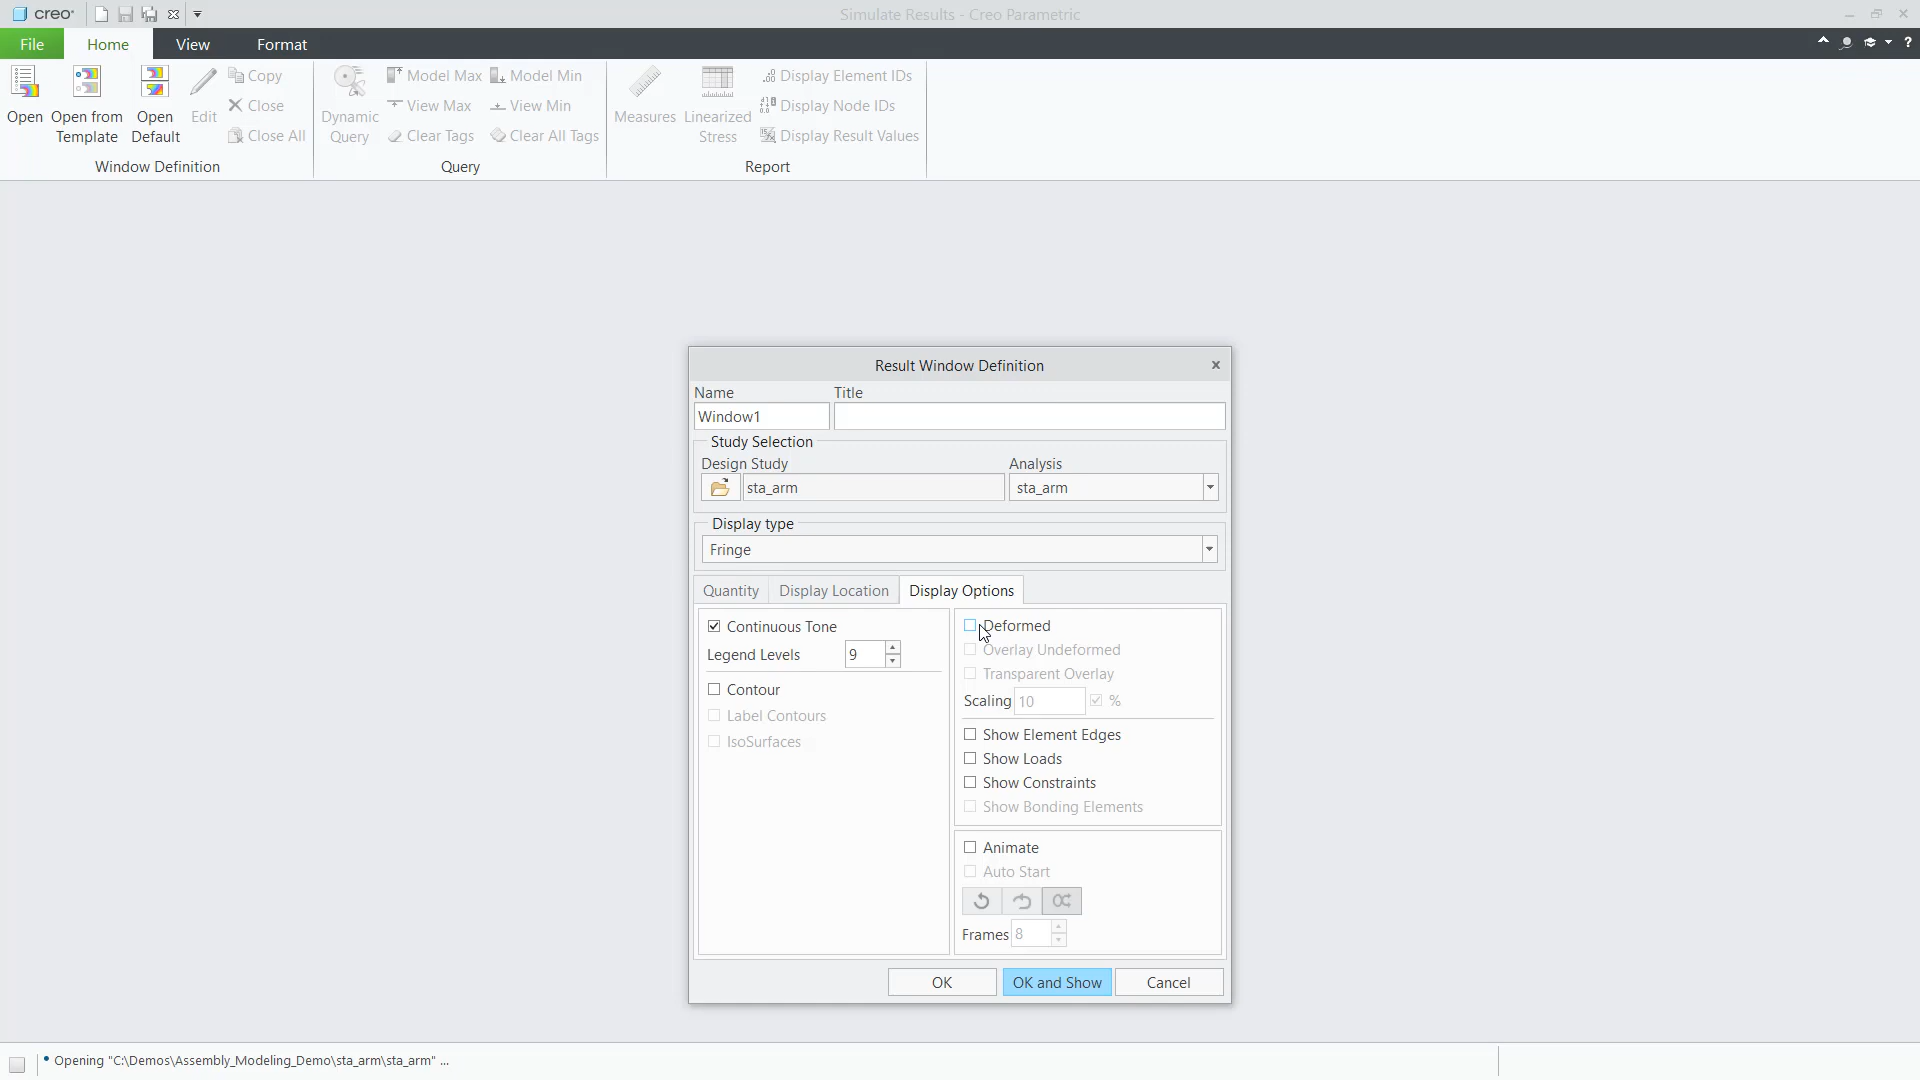 creo
Simulate Results - Creo Parametric
File
Home
View
Format
?
Open
Open from
Template
Open
Default
Edit
Copy
Close
Close All
Window Definition
Dynamic
Query
Model Max
Model Min
View Max
View Min
Clear Tags
Clear All Tags
Query
Measures
Linearized
Stress
Display Element IDs
Display Node IDs
Display Result Values
Report
Result Window Definition
Name
Title
Window1
Study Selection
Design Study
Analysis
sta_arm
sta_arm
Display type
Fringe
Quantity
Display Location
Display Options
Continuous Tone
Legend Levels
9
Contour
Label Contours
IsoSurfaces
Deformed
Overlay Undeformed
Transparent Overlay
Scaling
10
%
Show Element Edges
Show Loads
Show Constraints
Show Bonding Elements
Animate
Auto Start
Frames
8
OK
OK and Show
Cancel
Opening "C:\Demos\Assembly_Modeling_Demo\sta_arm\sta_arm" ...